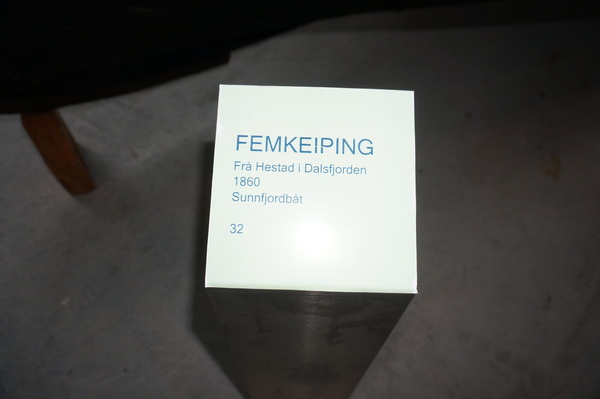 FEMKEIPING
Frå Hestad i Dalsfjorden
1860
Sunnfjordbåt
32